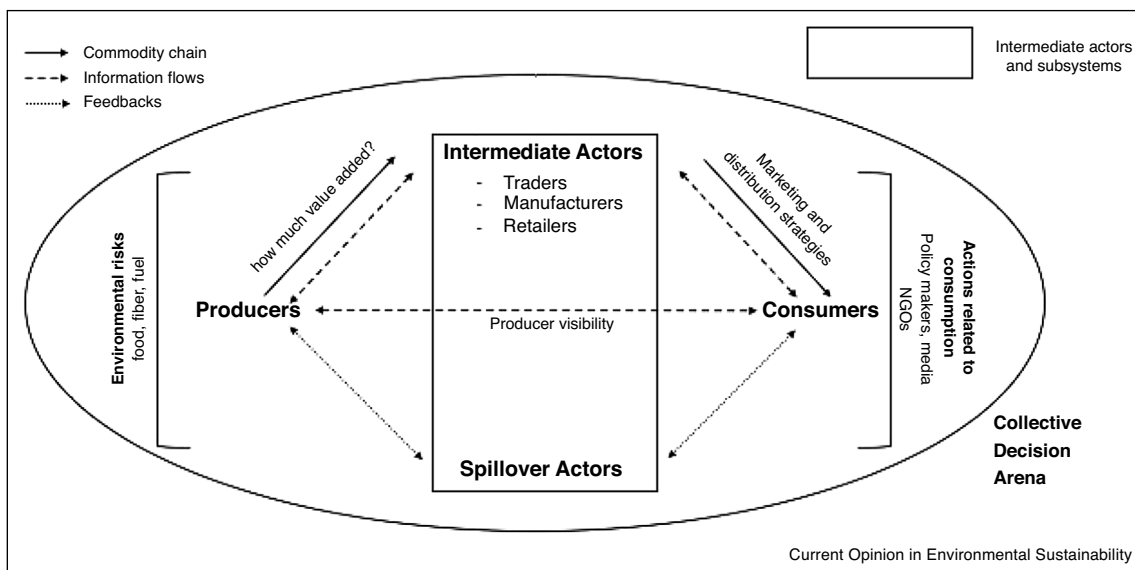 Commodity chain
Information flows
Feedbacks
Intermediate actors
and subsystems
Intermediate Actors
- Traders
- Manufacturers
- Retailers
how much value added?
Marketing and
distribution strategies
Environmental risks
food, fiber, fuel
Producers
Producer visibility
Consumers
Actions related to
consumption
Policy makers, media
NGOs
Spillover Actors
Collective
Decision
Arena
Current Opinion in Environmental Sustainability